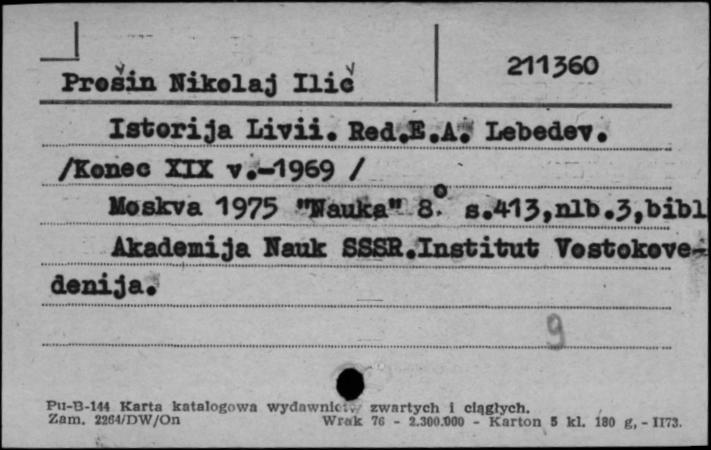 211360
Prošin Nikolaj Ilič
Istorija Livii. Red.E.A. Lebedev.
/Konec XIX v.-1969 /
Moskva 1975 "Nauka" 8.° s.413,nlb.3,bibl
Akademija Nauk SSSR.Institut Vostokove-
denija.
9
Pu-B-144 Karta katalogowa wydawnictw zwartych i ciągłych.
Zam. 2264/DW/On Wrak 76 - 2.300.000 - Karton 5 kl. 180 g, - II73.